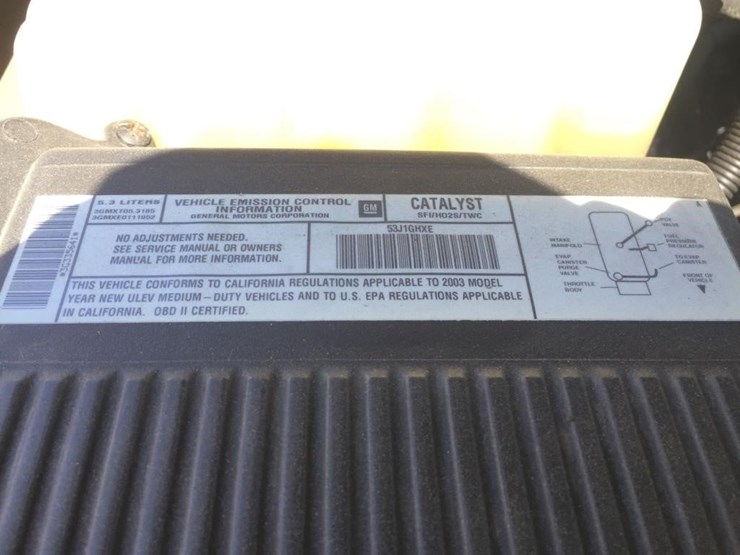 5.3 LITERS
VEHICLE EMISSION CONTROL
INFORMATION
GENERAL MOTORS CORPORATION
GM
CATALYST
SFI/HO2S/TWC
NO ADJUSTMENTS NEEDED.
SEE SERVICE MANUAL OR OWNERS
MANUAL FOR MORE INFORMATION.
53J1GHXE
THIS VEHICLE CONFORMS TO CALIFORNIA REGULATIONS APPLICABLE TO 2003 MODEL
YEAR NEW ULEV MEDIUM-DUTY VEHICLES AND TO U.S. EPA REGULATIONS APPLICABLE
IN CALIFORNIA. OBD II CERTIFIED.
INTAKE
MANIFOLD
EVAP
CANISTER
PURGE
VALVE
THROTTLE
BODY
FUEL
PRESSURE
REGULATOR
TO EVAP
CANISTER
FRONT OF
VEHICLE